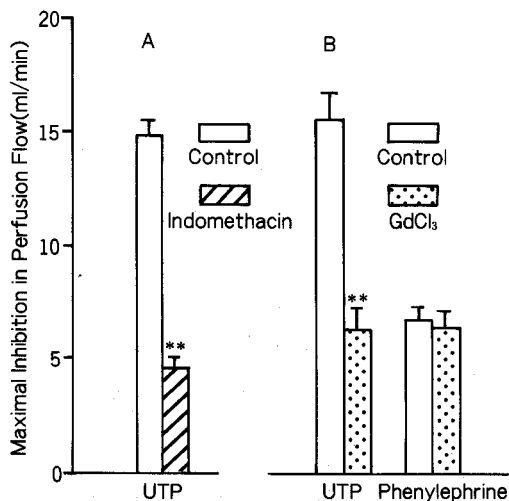 Maximal Inhibition in Perfusion Flow(ml/min)
20
15
10
5
0
A
Control
Indomethacin
**
UTP
B
Control
GdCl₃
**
UTP Phenylephrine